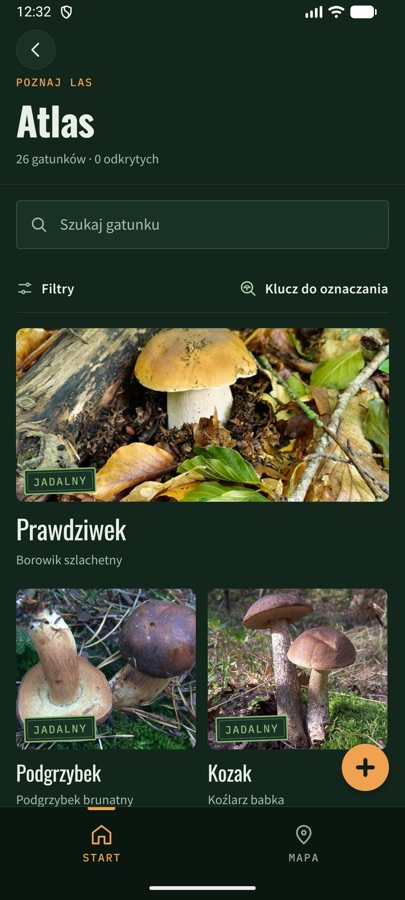 12:32
POZNAJ LAS
Atlas
26 gatunków · 0 odkrytych
Szukaj gatunku
Filtry
Klucz do oznaczania
JADALNY
Prawdziwek
Borowik szlachetny
JADALNY
JADALNY
Podgrzybek
Kozak
Podgrzybek brunatny
Koźlarz babka
START
MAPA